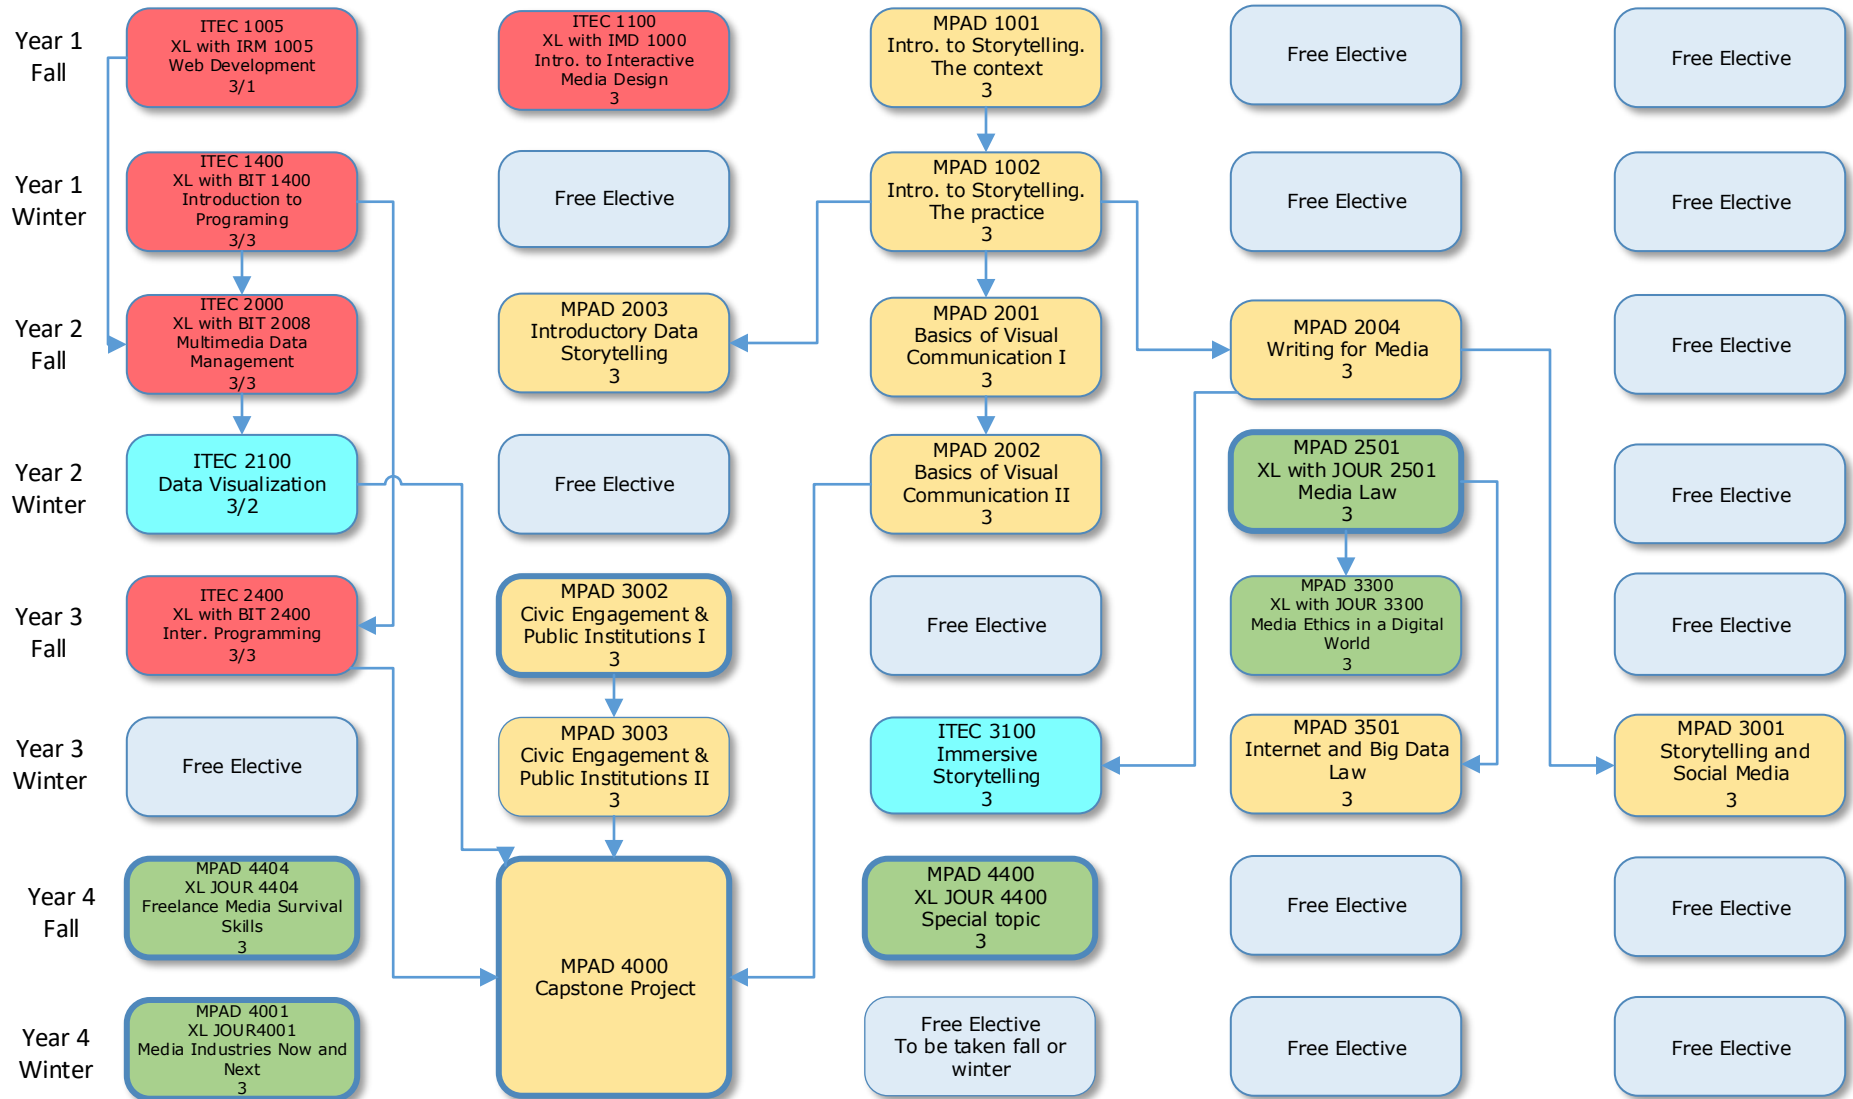 Year 1
Fall
ITEC 1005
XL with IRM 1005
Web Development
3/1
ITEC 1100
XL with IMD 1000
Intro. to Interactive
Media Design
3
MPAD 1001
Intro. to Storytelling.
The context
3
Free Elective
Free Elective
Year 1
Winter
ITEC 1400
XL with BIT 1400
Introduction to
Programing
3/3
Free Elective
MPAD 1002
Intro. to Storytelling.
The practice
3
Free Elective
Free Elective
Year 2
Fall
ITEC 2000
XL with BIT 2008
Multimedia Data
Management
3/3
MPAD 2003
Introductory Data
Storytelling
3
MPAD 2001
Basics of Visual
Communication I
3
MPAD 2004
Writing for Media
3
Free Elective
Year 2
Winter
ITEC 2100
Data Visualization
3/2
Free Elective
MPAD 2002
Basics of Visual
Communication II
3
MPAD 2501
XL with JOUR 2501
Media Law
3
Free Elective
Year 3
Fall
ITEC 2400
XL with BIT 2400
Inter. Programming
3/3
MPAD 3002
Civic Engagement &
Public Institutions I
3
Free Elective
MPAD 3300
XL with JOUR 3300
Media Ethics in a Digital
World
3
Free Elective
Year 3
Winter
Free Elective
MPAD 3003
Civic Engagement &
Public Institutions II
3
ITEC 3100
Immersive
Storytelling
3
MPAD 3501
Internet and Big Data
Law
3
MPAD 3001
Storytelling and
Social Media
3
Year 4
Fall
MPAD 4404
XL JOUR 4404
Freelance Media Survival
Skills
3
MPAD 4000
Capstone Project
MPAD 4400
XL JOUR 4400
Special topic
3
Free Elective
Free Elective
Year 4
Winter
MPAD 4001
XL JOUR4001
Media Industries Now and
Next
3
Free Elective
To be taken fall or
winter
Free Elective
Free Elective